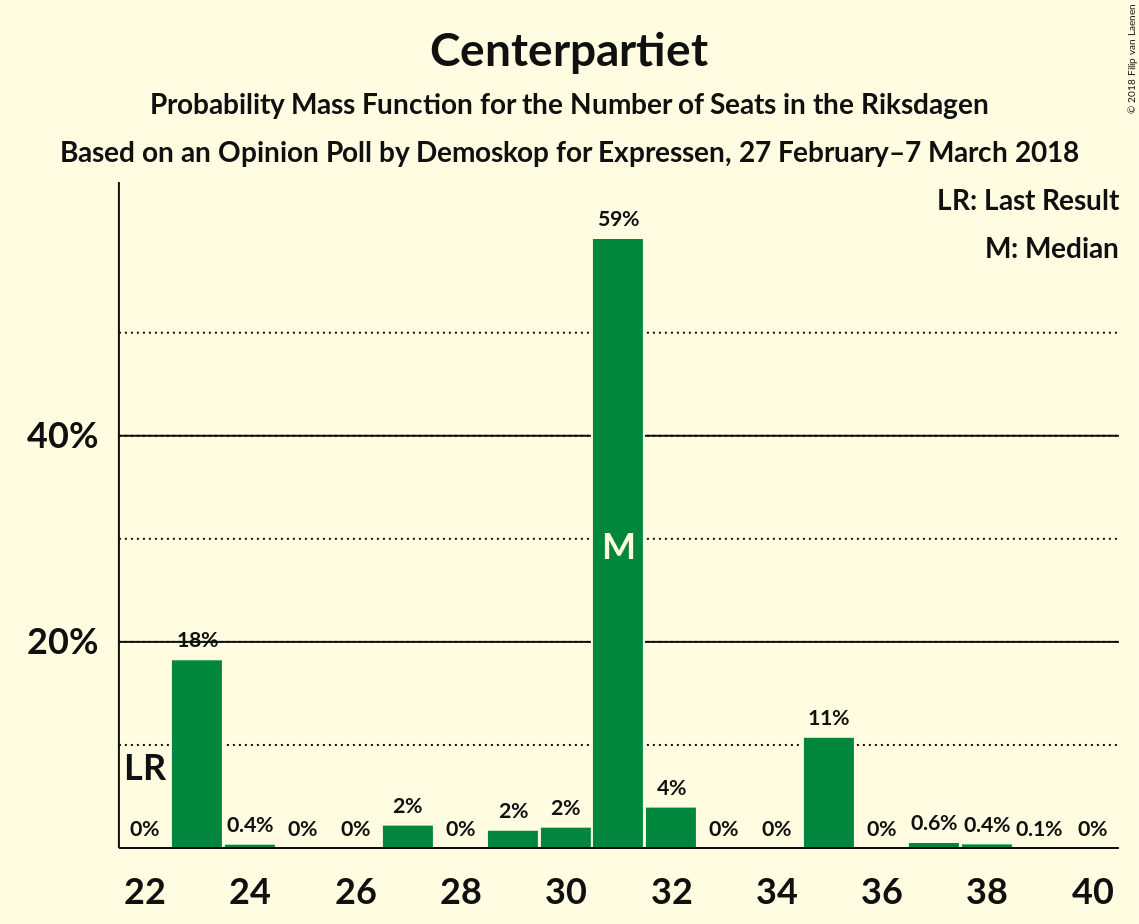 Centerpartiet
Probability Mass Function for the Number of Seats in the Riksdagen
Based on an Opinion Poll by Demoskop for Expressen, 27 February–7 March 2018
© 2018 Filip van Laenen
LR: Last Result
M: Median
59%
40%
M
20%
18%
11%
LR
4%
0%
0.4%
0%
0%
2%
0%
2%
2%
0%
0%
0%
0.6%
0.4%
0.1%
0%
22 24 26 28 30 32 34 36 38 40